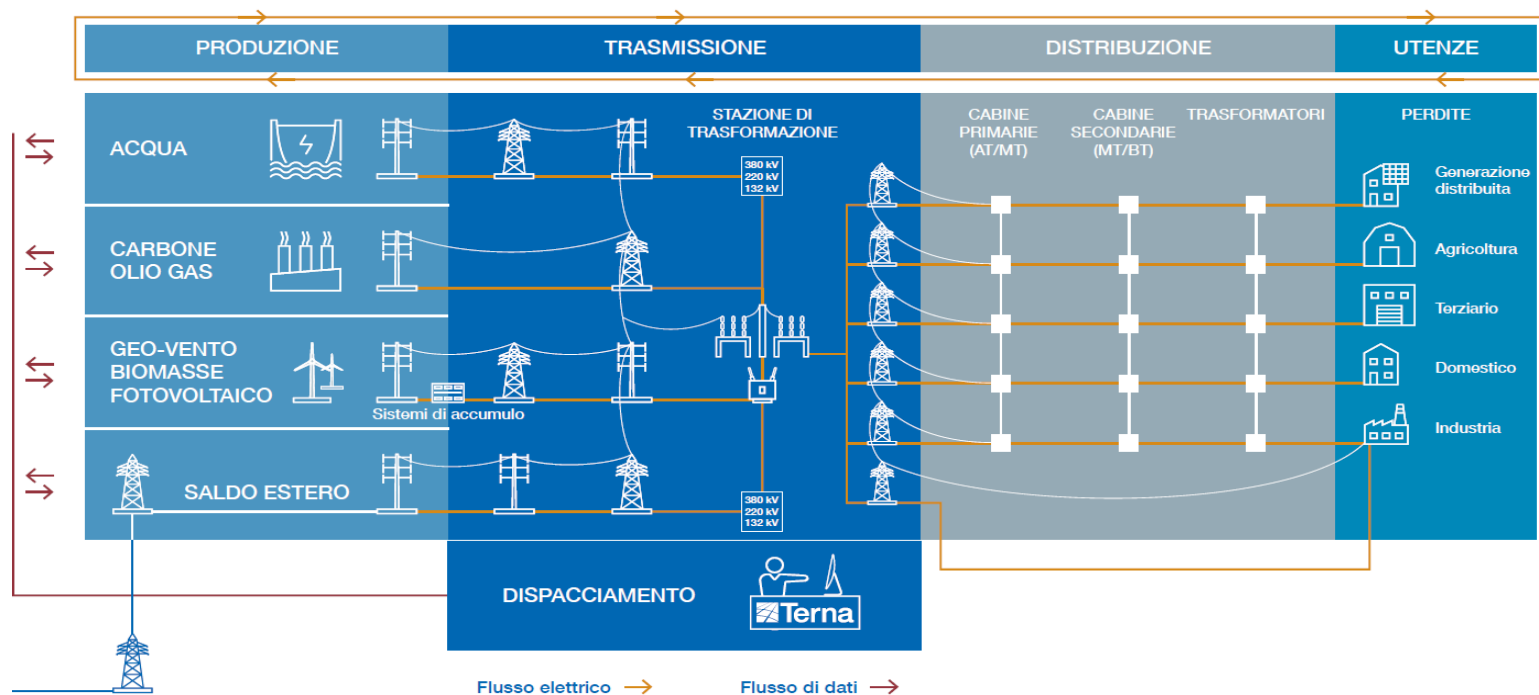 PRODUZIONE
TRASMISSIONE
DISTRIBUZIONE
UTENZE
ACQUA
CARBONE
OLIO GAS
GEO-VENTO
BIOMASSE
FOTOVOLTAICO
Sistemi di accumulo
SALDO ESTERO
STAZIONE DI
TRASFORMAZIONE
380 kV
220 kV
132 kV
380 kV
220 kV
132 kV
CABINE
PRIMARIE
(AT/MT)
CABINE
SECONDARIE
(MT/BT)
TRASFORMATORI
PERDITE
Generazione
distribuita
Agricoltura
Terziario
Domestico
Industria
DISPACCIAMENTO
Terna
Flusso elettrico
Flusso di dati